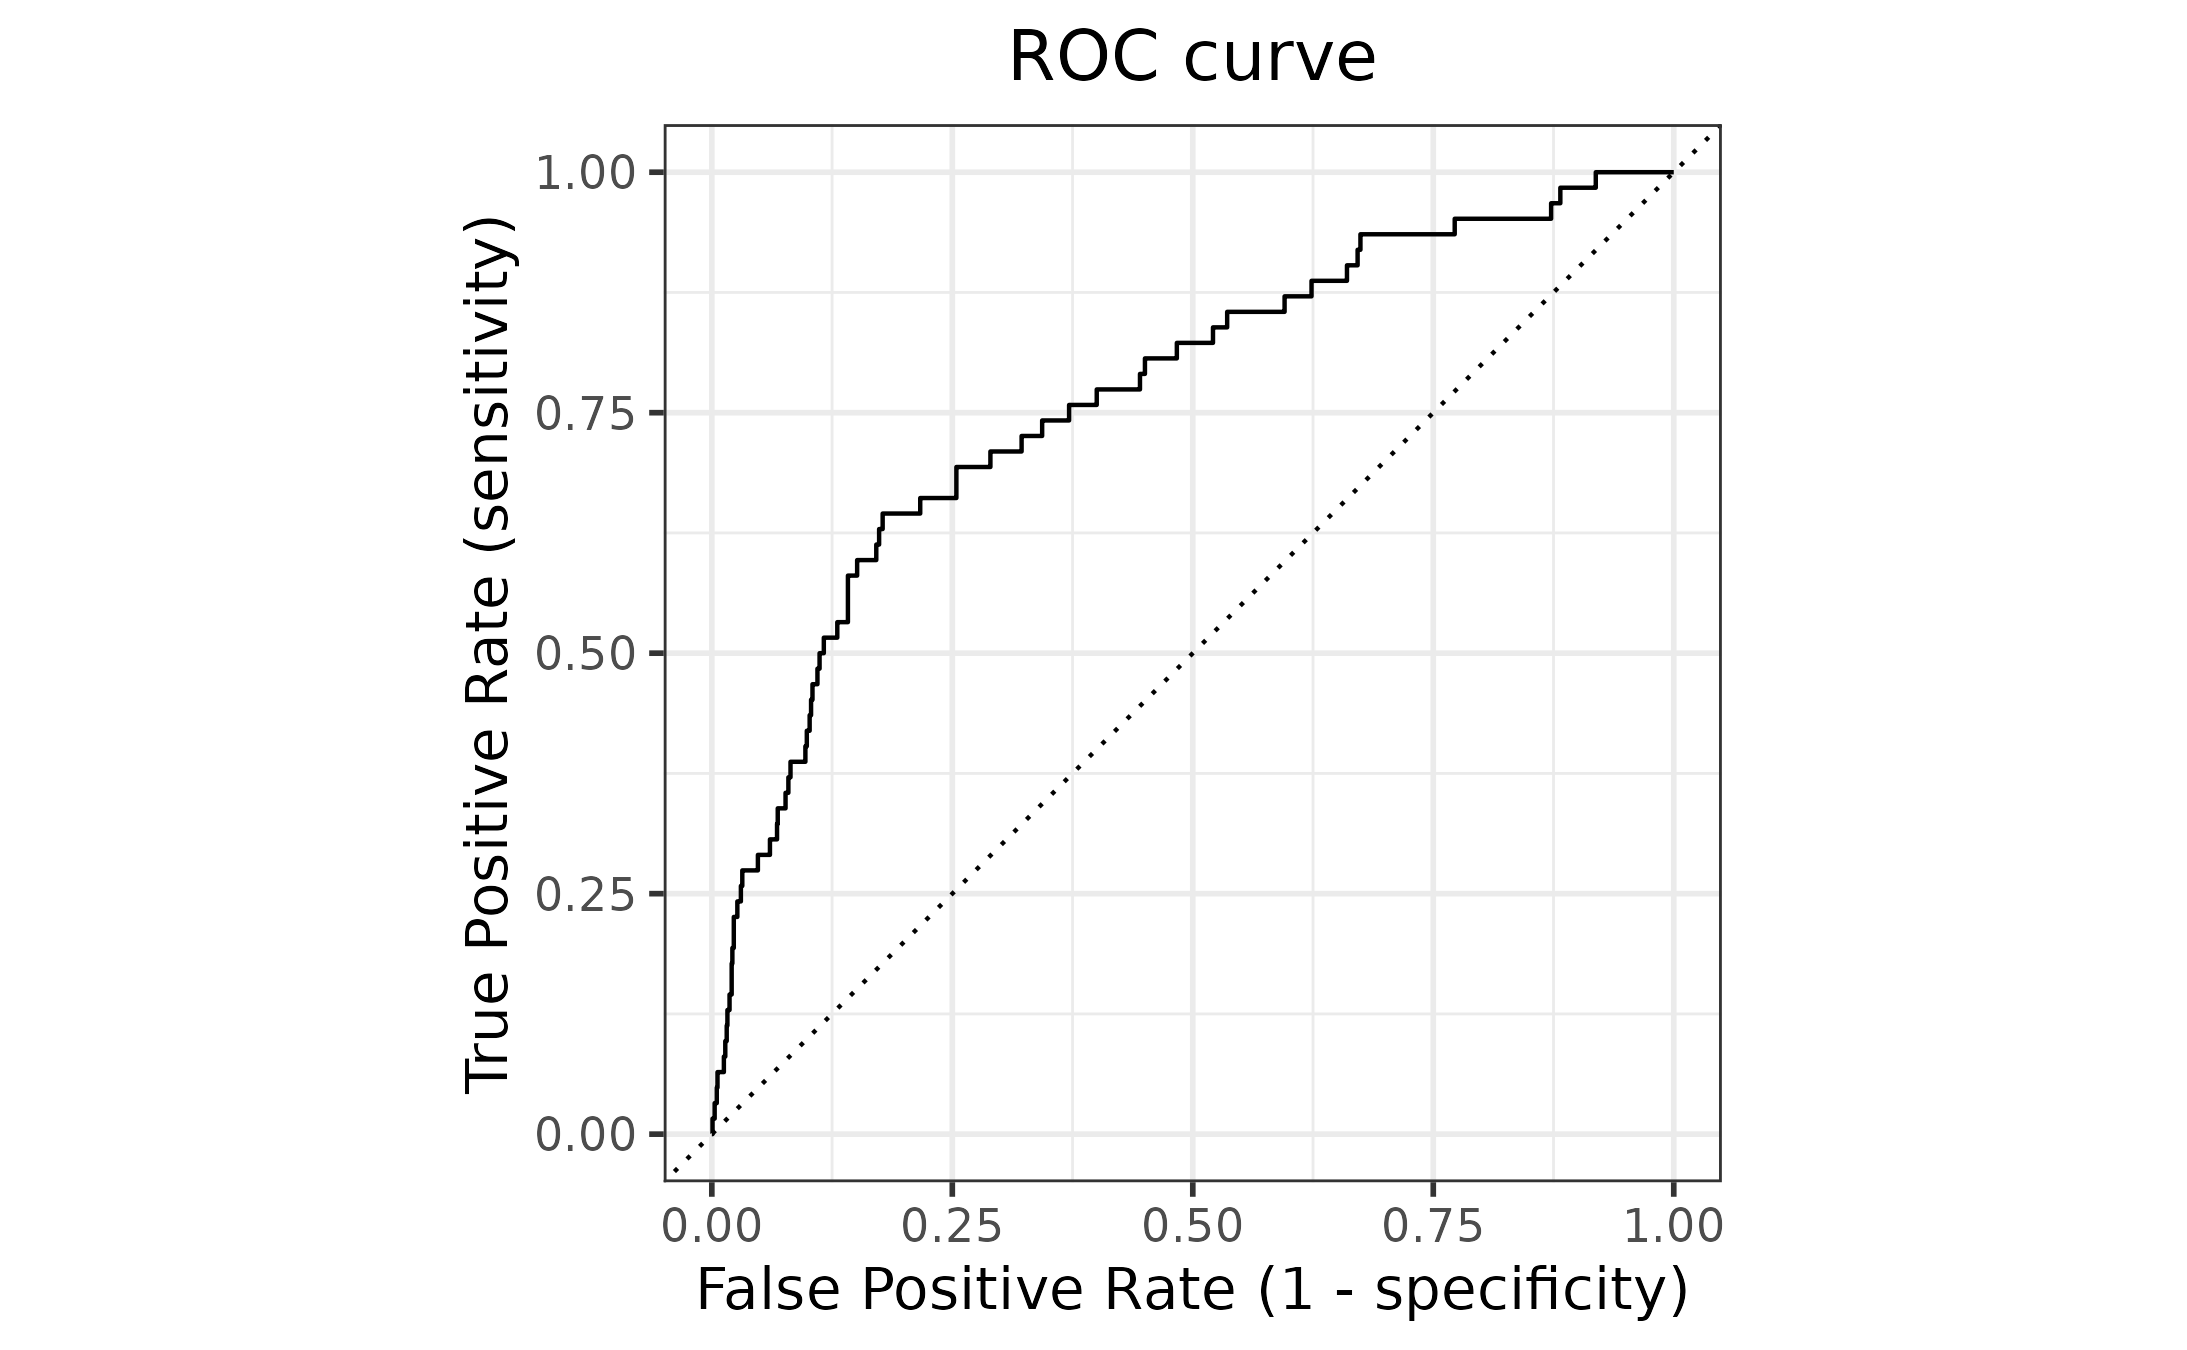 ROC curve
True Positive Rate (sensitivity)
1.00
0.75
0.50
0.25
0.00
0.00 0.25 0.50 0.75 1.00
False Positive Rate (1 - specificity)